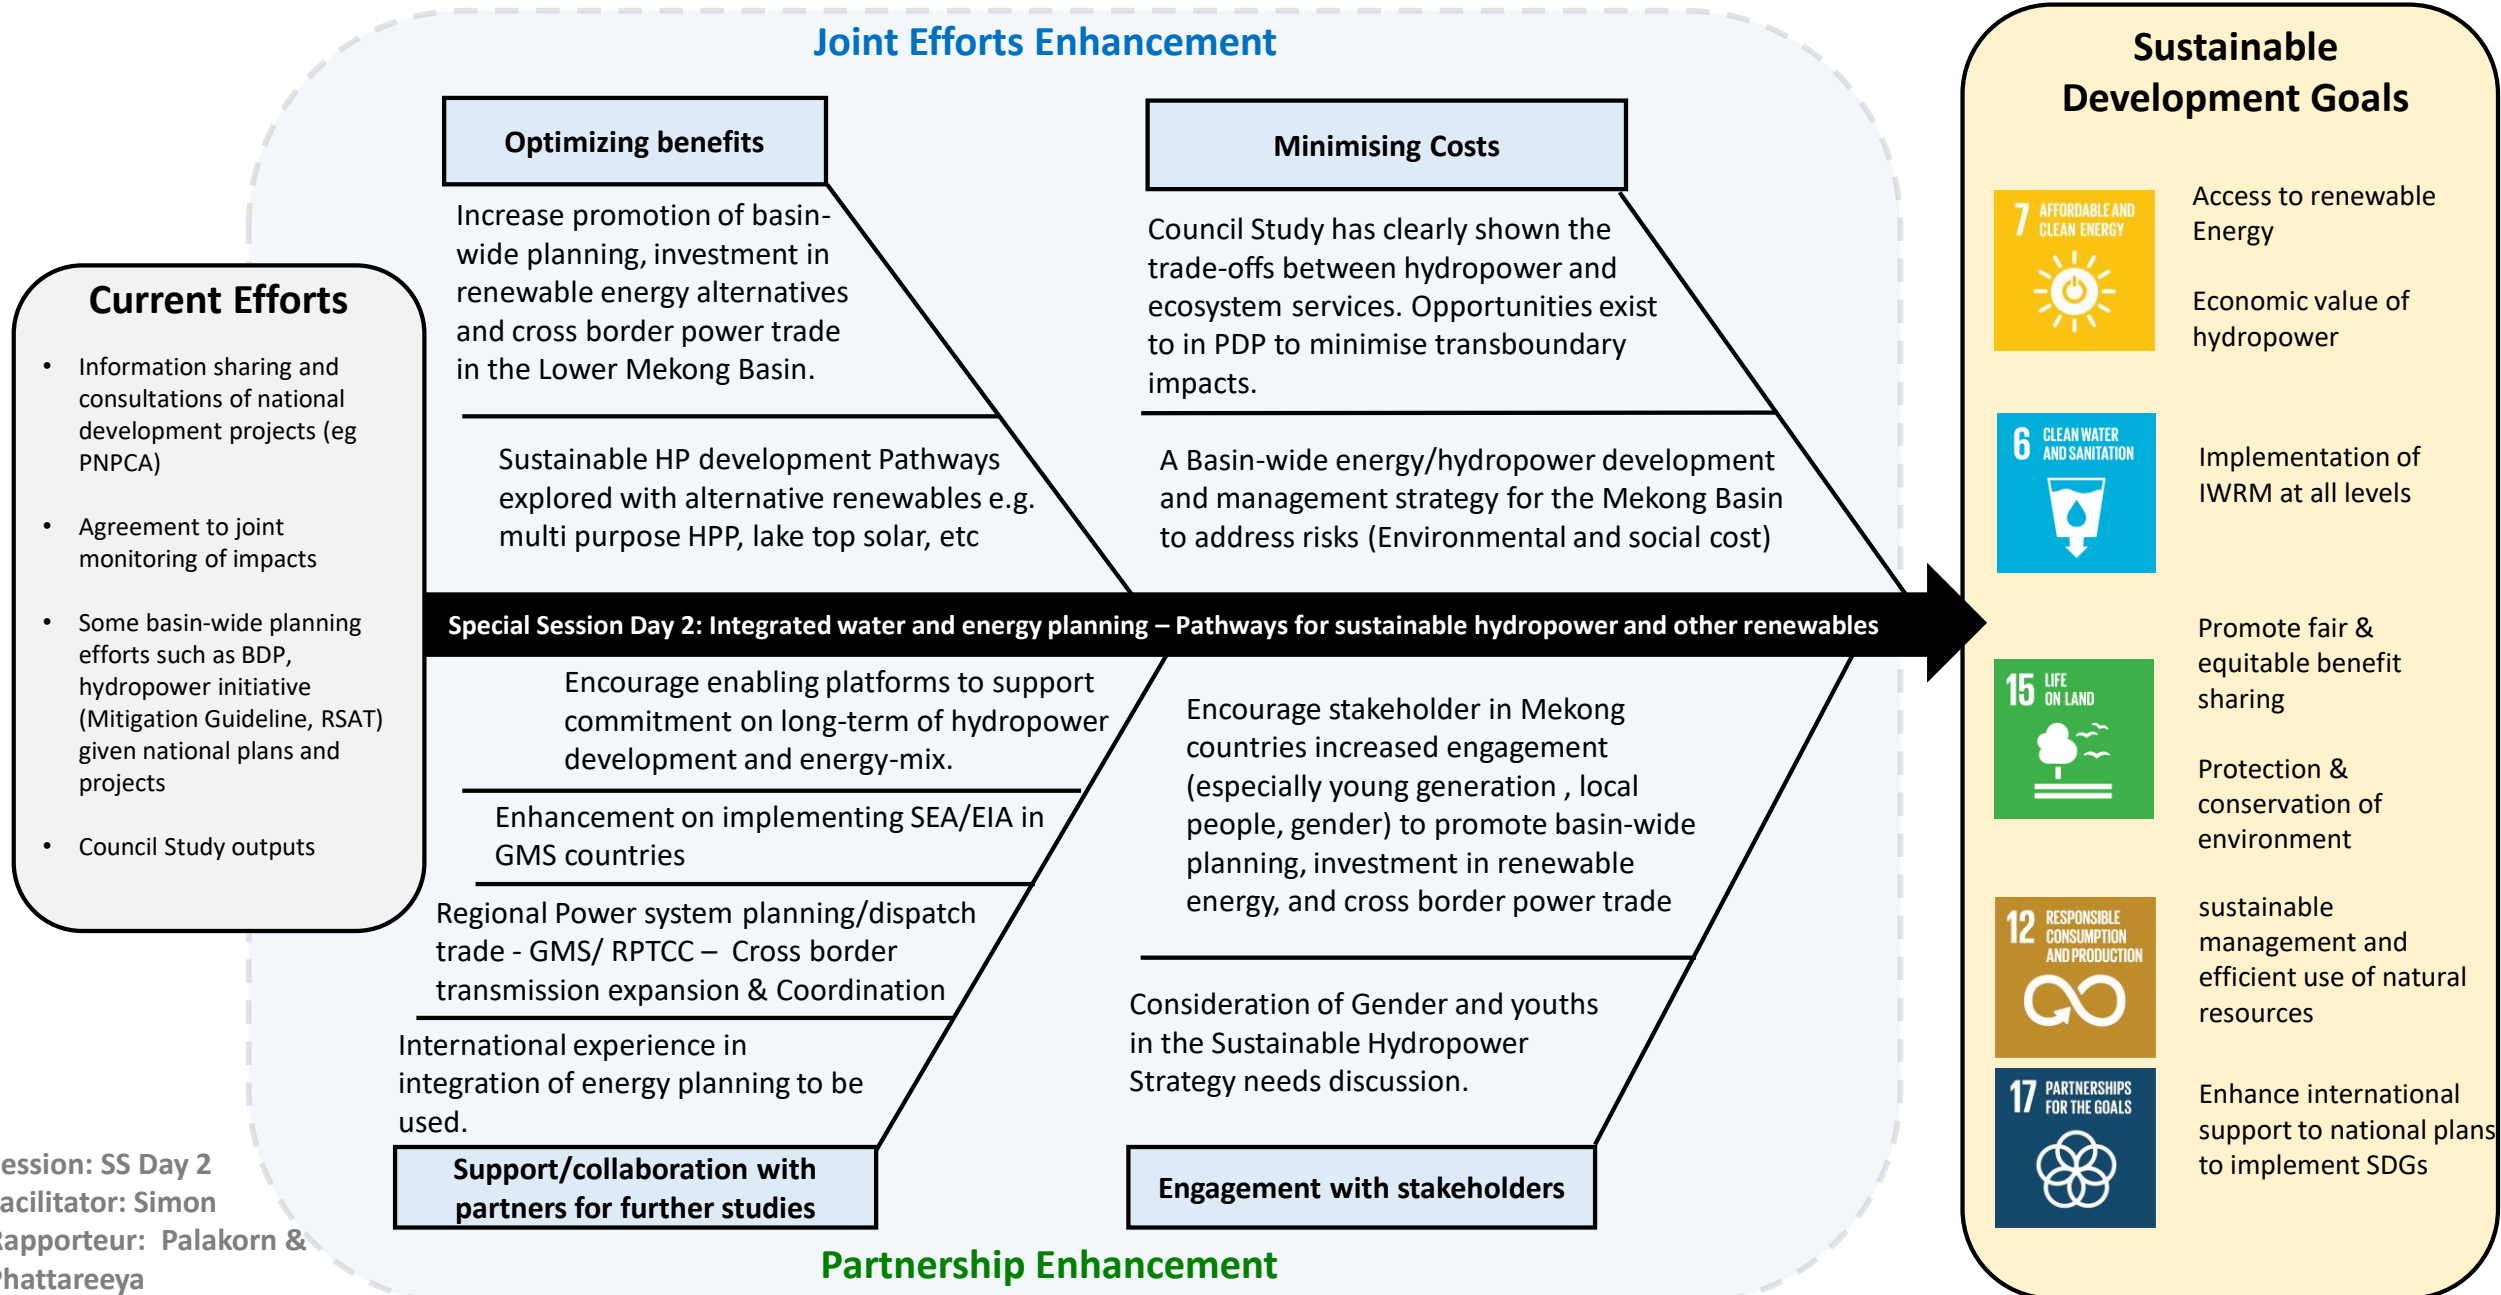 Joint Efforts Enhancement
Current Efforts
• Information sharing and
consultations of national
development projects (eg
PNPCA)
• Agreement to joint
monitoring of impacts
• Some basin-wide planning
efforts such as BDP,
hydropower initiative
(Mitigation Guideline, RSAT)
given national plans and
projects
• Council Study outputs
Optimizing benefits
Increase promotion of basin-
wide planning, investment in
renewable energy alternatives
and cross border power trade
in the Lower Mekong Basin.
Sustainable HP development Pathways
explored with alternative renewables e.g.
multi purpose HPP, lake top solar, etc
Minimising Costs
Council Study has clearly shown the
trade-offs between hydropower and
ecosystem services. Opportunities exist
to in PDP to minimise transboundary
impacts.
A Basin-wide energy/hydropower development
and management strategy for the Mekong Basin
to address risks (Environmental and social cost)
Special Session Day 2: Integrated water and energy planning – Pathways for sustainable hydropower and other renewables
Encourage enabling platforms to support
commitment on long-term of hydropower
development and energy-mix.
Enhancement on implementing SEA/EIA in
GMS countries
Regional Power system planning/dispatch
trade - GMS/ RPTCC – Cross border
transmission expansion & Coordination
International experience in
integration of energy planning to be
used.
Support/collaboration with
partners for further studies
Encourage stakeholder in Mekong
countries increased engagement
(especially young generation , local
people, gender) to promote basin-wide
planning, investment in renewable
energy, and cross border power trade
Consideration of Gender and youths
in the Sustainable Hydropower
Strategy needs discussion.
Engagement with stakeholders
Partnership Enhancement
ession: SS Day 2
acilitator: Simon
Rapporteur: Palakorn &
Phattareeya
Sustainable
Development Goals
7 AFFORDABLE AND
CLEAN ENERGY
Access to renewable
Energy
Economic value of
hydropower
6 CLEAN WATER
AND SANITATION
Implementation of
IWRM at all levels
15 LIFE
ON LAND
Promote fair &
equitable benefit
sharing
Protection &
conservation of
environment
12 RESPONSIBLE
CONSUMPTION
AND PRODUCTION
sustainable
management and
efficient use of natural
resources
17 PARTNERSHIPS
FOR THE GOALS
Enhance international
support to national plans
to implement SDGs